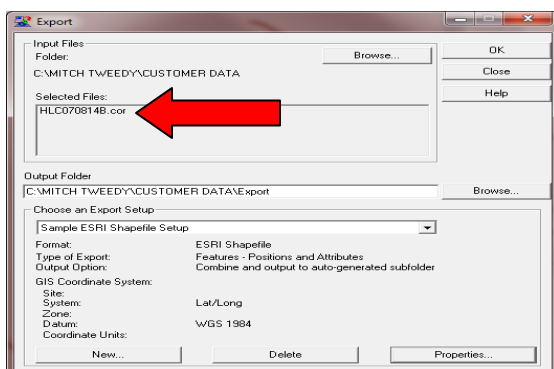 Export
Input Files
Folder:
Browse...
OK
C:\MITCH TWEEDY\CUSTOMER DATA
Close
Selected Files:
Help
HLC070814B.cor
Output Folder
C:\MITCH TWEEDY\CUSTOMER DATA\Export
Browse...
Choose an Export Setup
Sample ESRI Shapefile Setup
Format: ESRI Shapefile
Type of Export: Features - Positions and Attributes
Output Option: Combine and output to auto-generated subfolder
GIS Coordinate System:
Site:
System: Lat/Long
Zone:
Datum: WGS 1984
Coordinate Units:
New... Delete Properties...